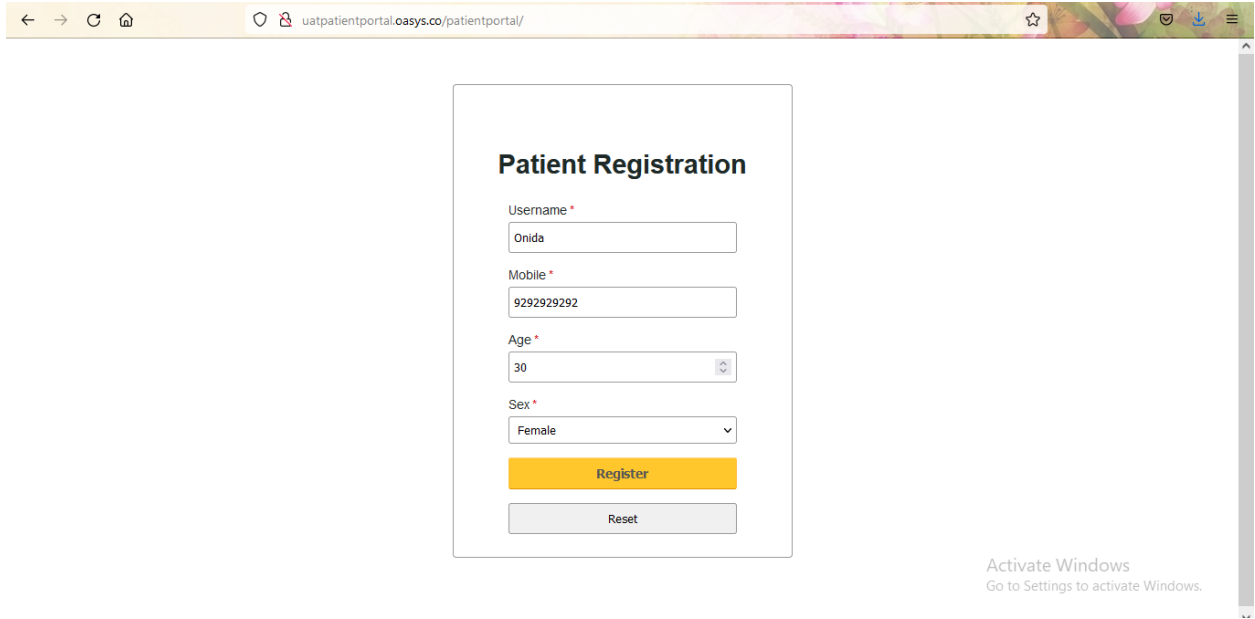 uatpatientportal.oasys.co/patientportal/
Patient Registration
Username *
Onida
Mobile *
9292929292
Age *
30
Sex *
Female
Register
Reset
Activate Windows
Go to Settings to activate Windows.